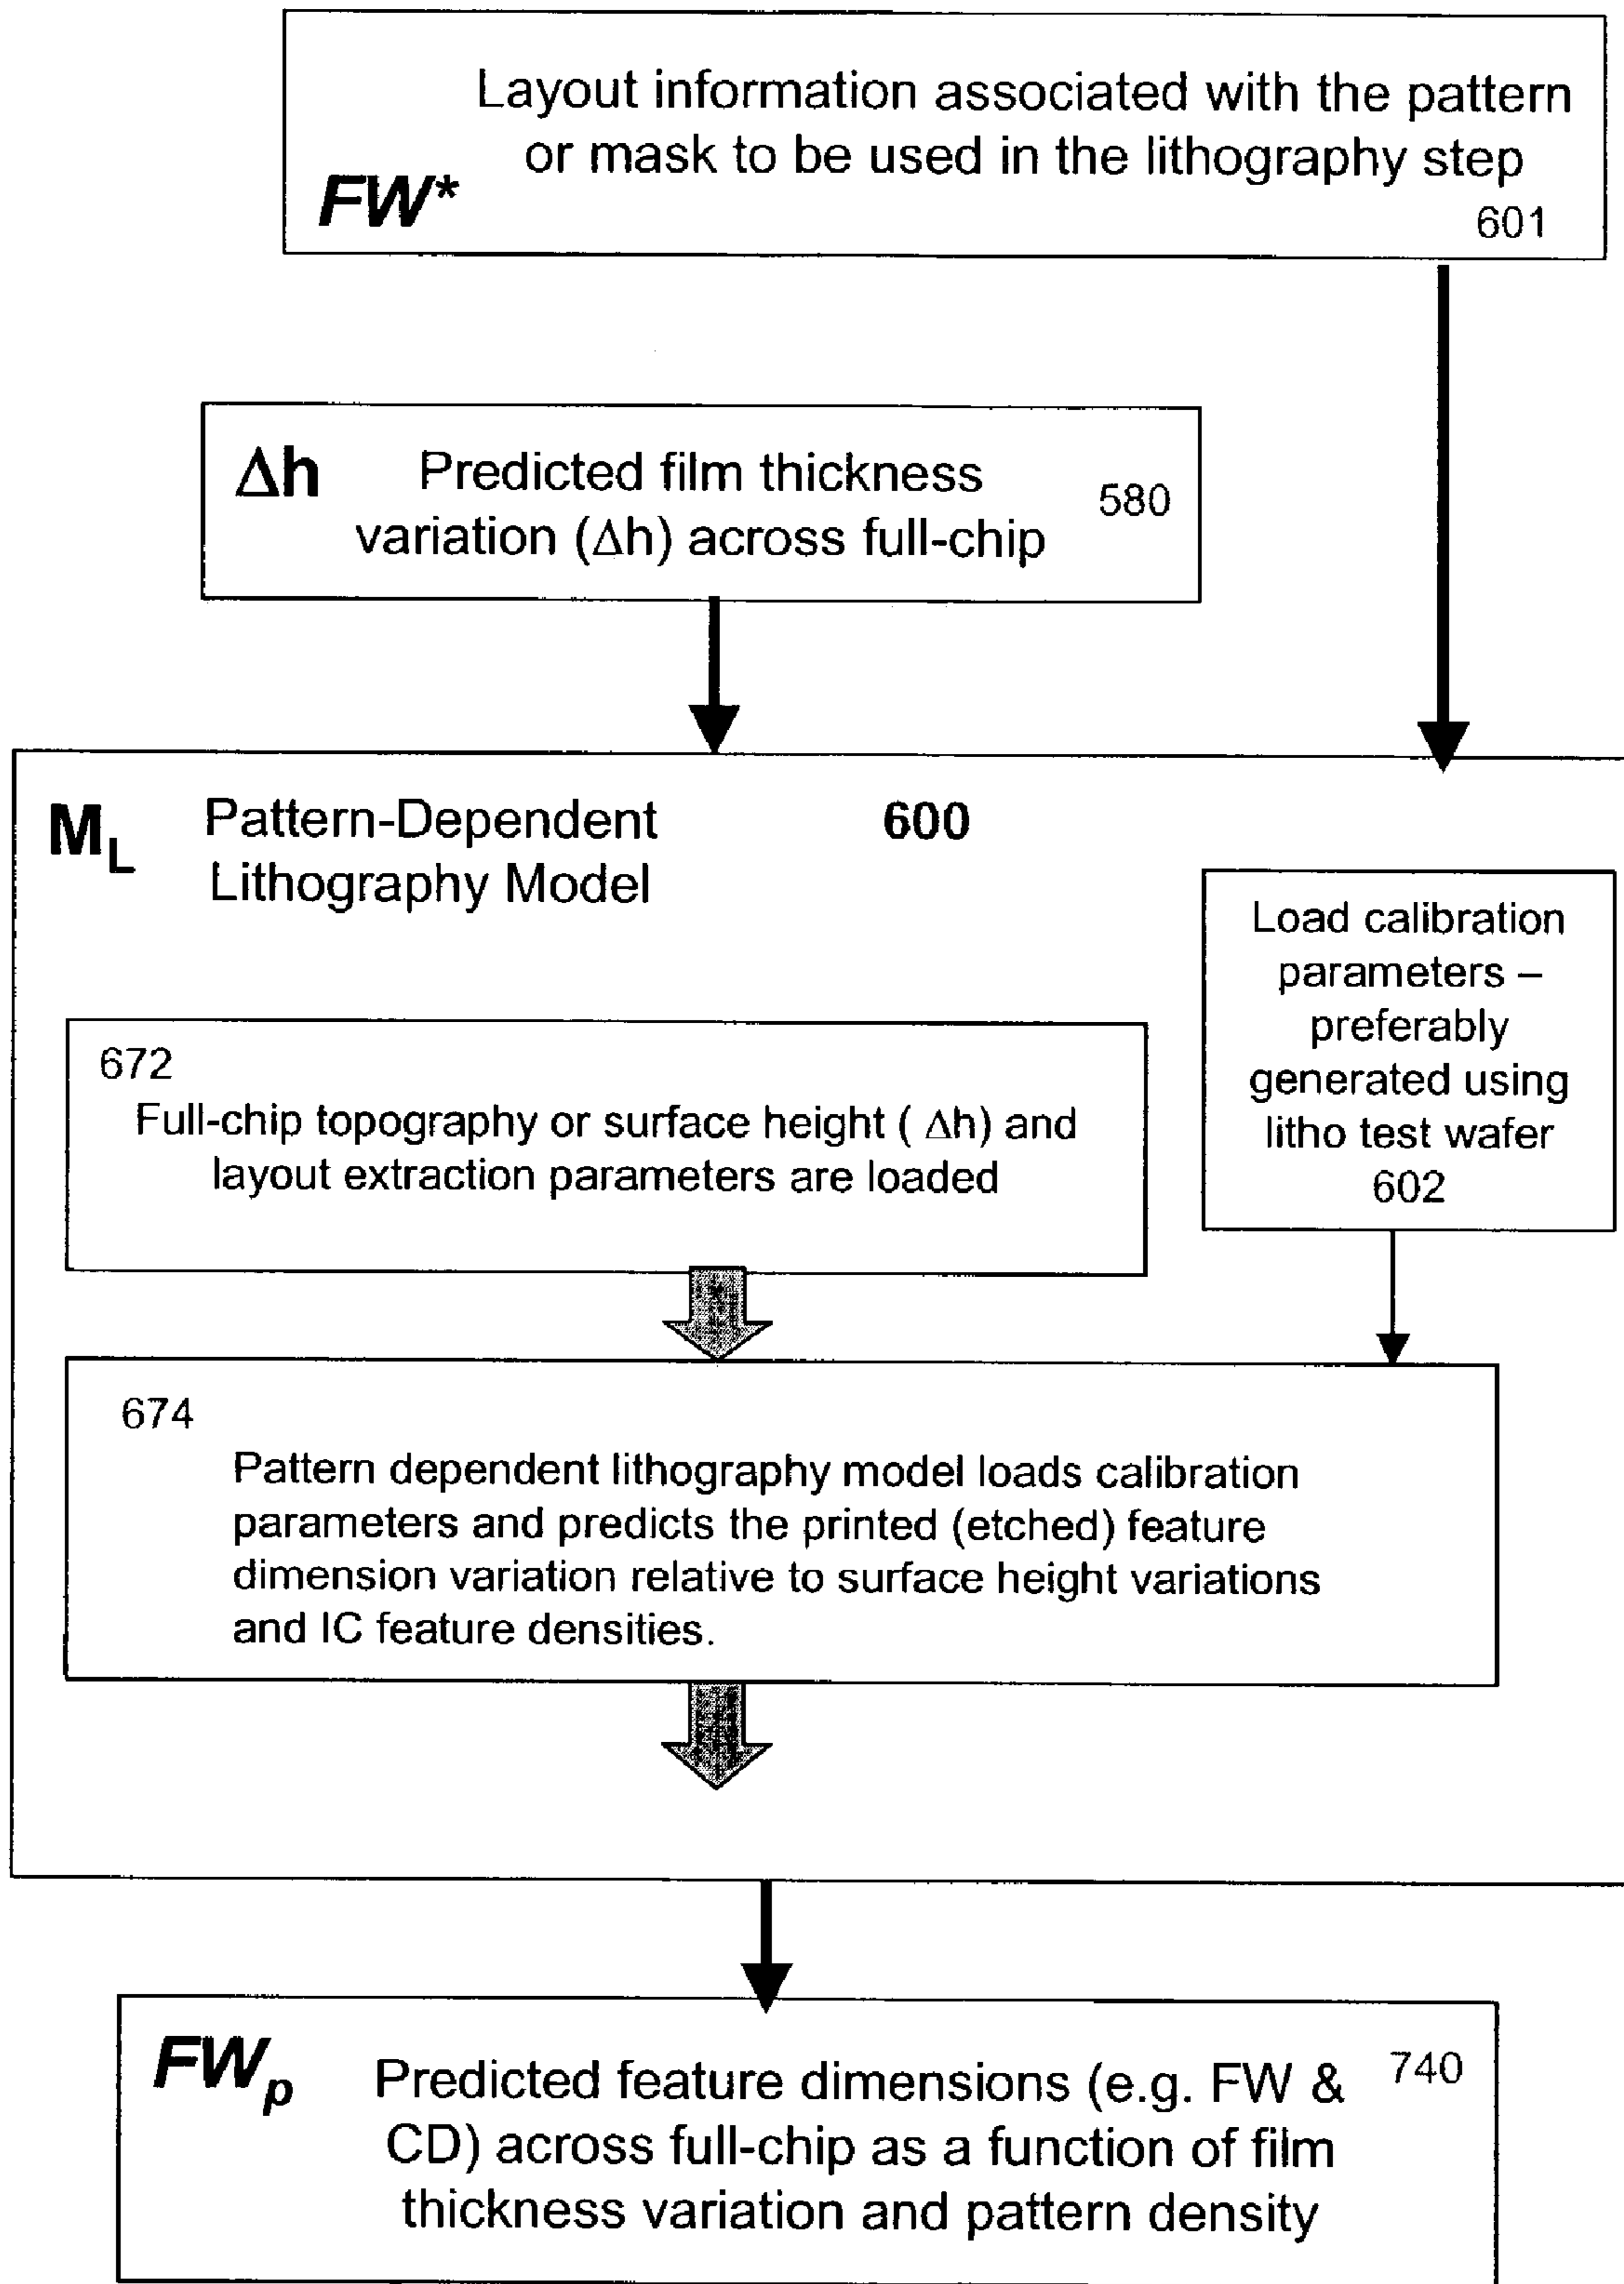 Layout information associated with the pattern
or mask to be used in the lithography step
FW*
601
Δh Predicted film thickness
variation (Δh) across full-chip
580
M_L Pattern-Dependent 600
Lithography Model
Load calibration
parameters –
preferably
generated using
litho test wafer
602
672
Full-chip topography or surface height ( Δh) and
layout extraction parameters are loaded
674
Pattern dependent lithography model loads calibration
parameters and predicts the printed (etched) feature
dimension variation relative to surface height variations
and IC feature densities.
FW_p Predicted feature dimensions (e.g. FW & 740
CD) across full-chip as a function of film
thickness variation and pattern density